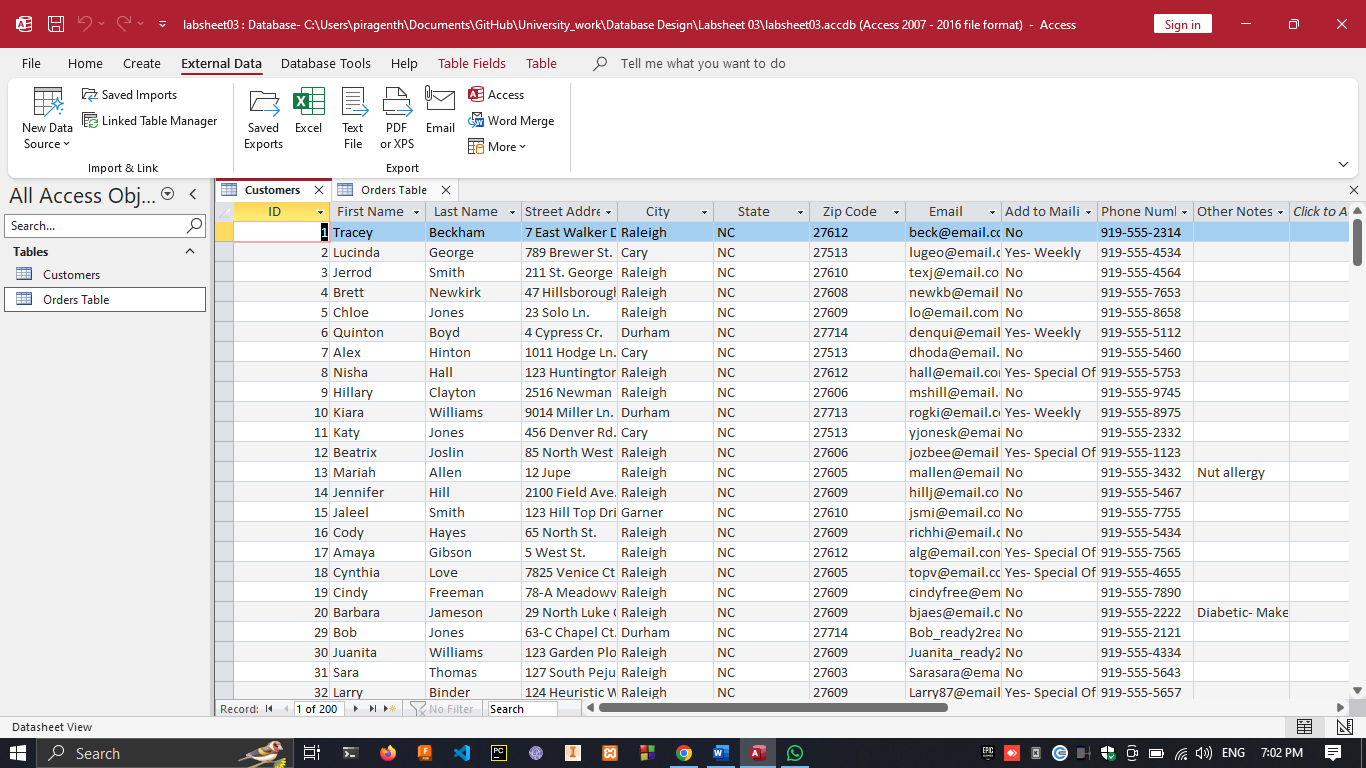 labsheet03 : Database- C:\Users\piragenth\Documents\GitHub\University_work\Database Design\Labsheet 03\labsheet03.accdb (Access 2007 - 2016 file format) - Access
Sign in
File Home Create External Data Database Tools Help Table Fields Table Tell me what you want to do
New Data Source
Saved Imports
Linked Table Manager
Import & Link
Saved Exports
Excel
Text File
PDF or XPS
Email
Access
Word Merge
More
Export
All Access Obj...
Search...
Tables
Customers
Orders Table
Customers Orders Table
ID First Name Last Name Street Addre City State Zip Code Email Add to Maili Phone Numl Other Notes Click to A
1 Tracey Beckham 7 East Walker D Raleigh NC 27612 beck@email.co No 919-555-2314
2 Lucinda George 789 Brewer St. Cary NC 27513 lugeo@email.com Yes- Weekly 919-555-4534
3 Jerrod Smith 211 St. George Raleigh NC 27610 texj@email.co No 919-555-4564
4 Brett Newkirk 47 Hillsborough Raleigh NC 27608 newkb@email No 919-555-7653
5 Chloe Jones 23 Solo Ln. Raleigh NC 27609 lo@email.com No 919-555-8658
6 Quinton Boyd 4 Cypress Cr. Durham NC 27714 denqui@email Yes- Weekly 919-555-5112
7 Alex Hinton 1011 Hodge Ln. Cary NC 27513 dhoda@email. No 919-555-5460
8 Nisha Hall 123 Huntington Raleigh NC 27612 hall@email.co Yes- Special Of 919-555-5753
9 Hillary Clayton 2516 Newman Raleigh NC 27606 mshill@email. No 919-555-9745
10 Kiara Williams 9014 Miller Ln. Durham NC 27713 rogki@email.c Yes- Weekly 919-555-8975
11 Katy Jones 456 Denver Rd. Cary NC 27513 yjonesk@emai No 919-555-2332
12 Beatrix Joslin 85 North West Raleigh NC 27606 jozbee@email Yes- Special Of 919-555-1123
13 Mariah Allen 12 Jupe Raleigh NC 27605 mallen@email No 919-555-3432 Nut allergy
14 Jennifer Hill 2100 Field Ave. Raleigh NC 27609 hillj@email.co No 919-555-5467
15 Jaleel Smith 123 Hill Top Dri Garner NC 27610 jsmi@email.co No 919-555-7755
16 Cody Hayes 65 North St. Raleigh NC 27609 richhi@email.c No 919-555-5434
17 Amaya Gibson 5 West St. Raleigh NC 27612 alg@email.com Yes- Special Of 919-555-7565
18 Cynthia Love 7825 Venice Ct Raleigh NC 27605 topv@email.co Yes- Special Of 919-555-4655
19 Cindy Freeman 78-A Meadowv Raleigh NC 27609 cindyfree@em No 919-555-7890
20 Barbara Jameson 29 North Luke Raleigh NC 27609 bjaes@email.c No 919-555-2222 Diabetic- Make
29 Bob Jones 63-C Chapel Ct. Durham NC 27714 Bob_ready2rea No 919-555-2121
30 Juanita Williams 123 Garden Plo Raleigh NC 27609 Juanita_ready2 No 919-555-4334
31 Sara Thomas 127 South Peju Raleigh NC 27603 Sarasara@ema No 919-555-5643
32 Larry Binder 124 Heuristic W Raleigh NC 27609 Larry87@email Yes- Special Of 919-555-5657
Record: 1 of 200 No Filter Search
Datasheet View
Search
ENG 7:02 PM